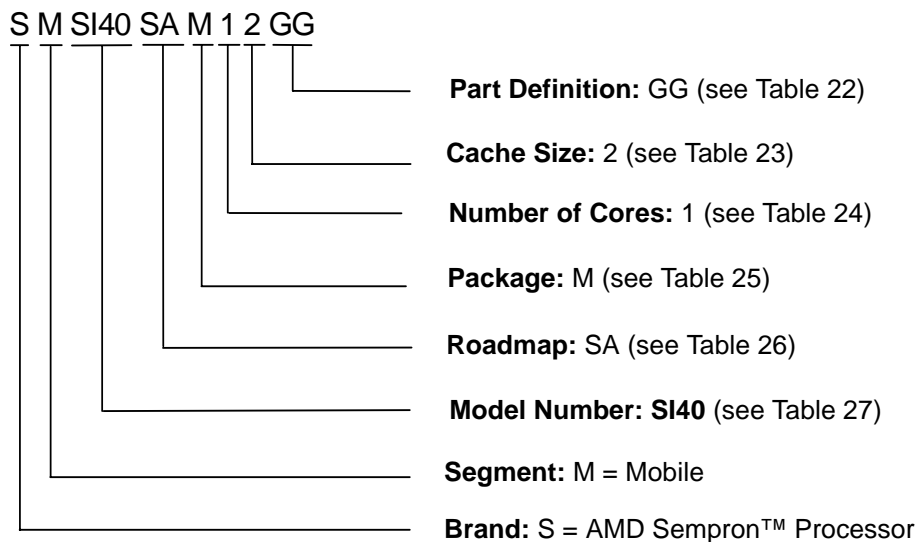 S M SI40 SA M 1 2 GG
Part Definition: GG (see Table 22)
Cache Size: 2 (see Table 23)
Number of Cores: 1 (see Table 24)
Package: M (see Table 25)
Roadmap: SA (see Table 26)
Model Number: SI40 (see Table 27)
Segment: M = Mobile
Brand: S = AMD Sempron™ Processor